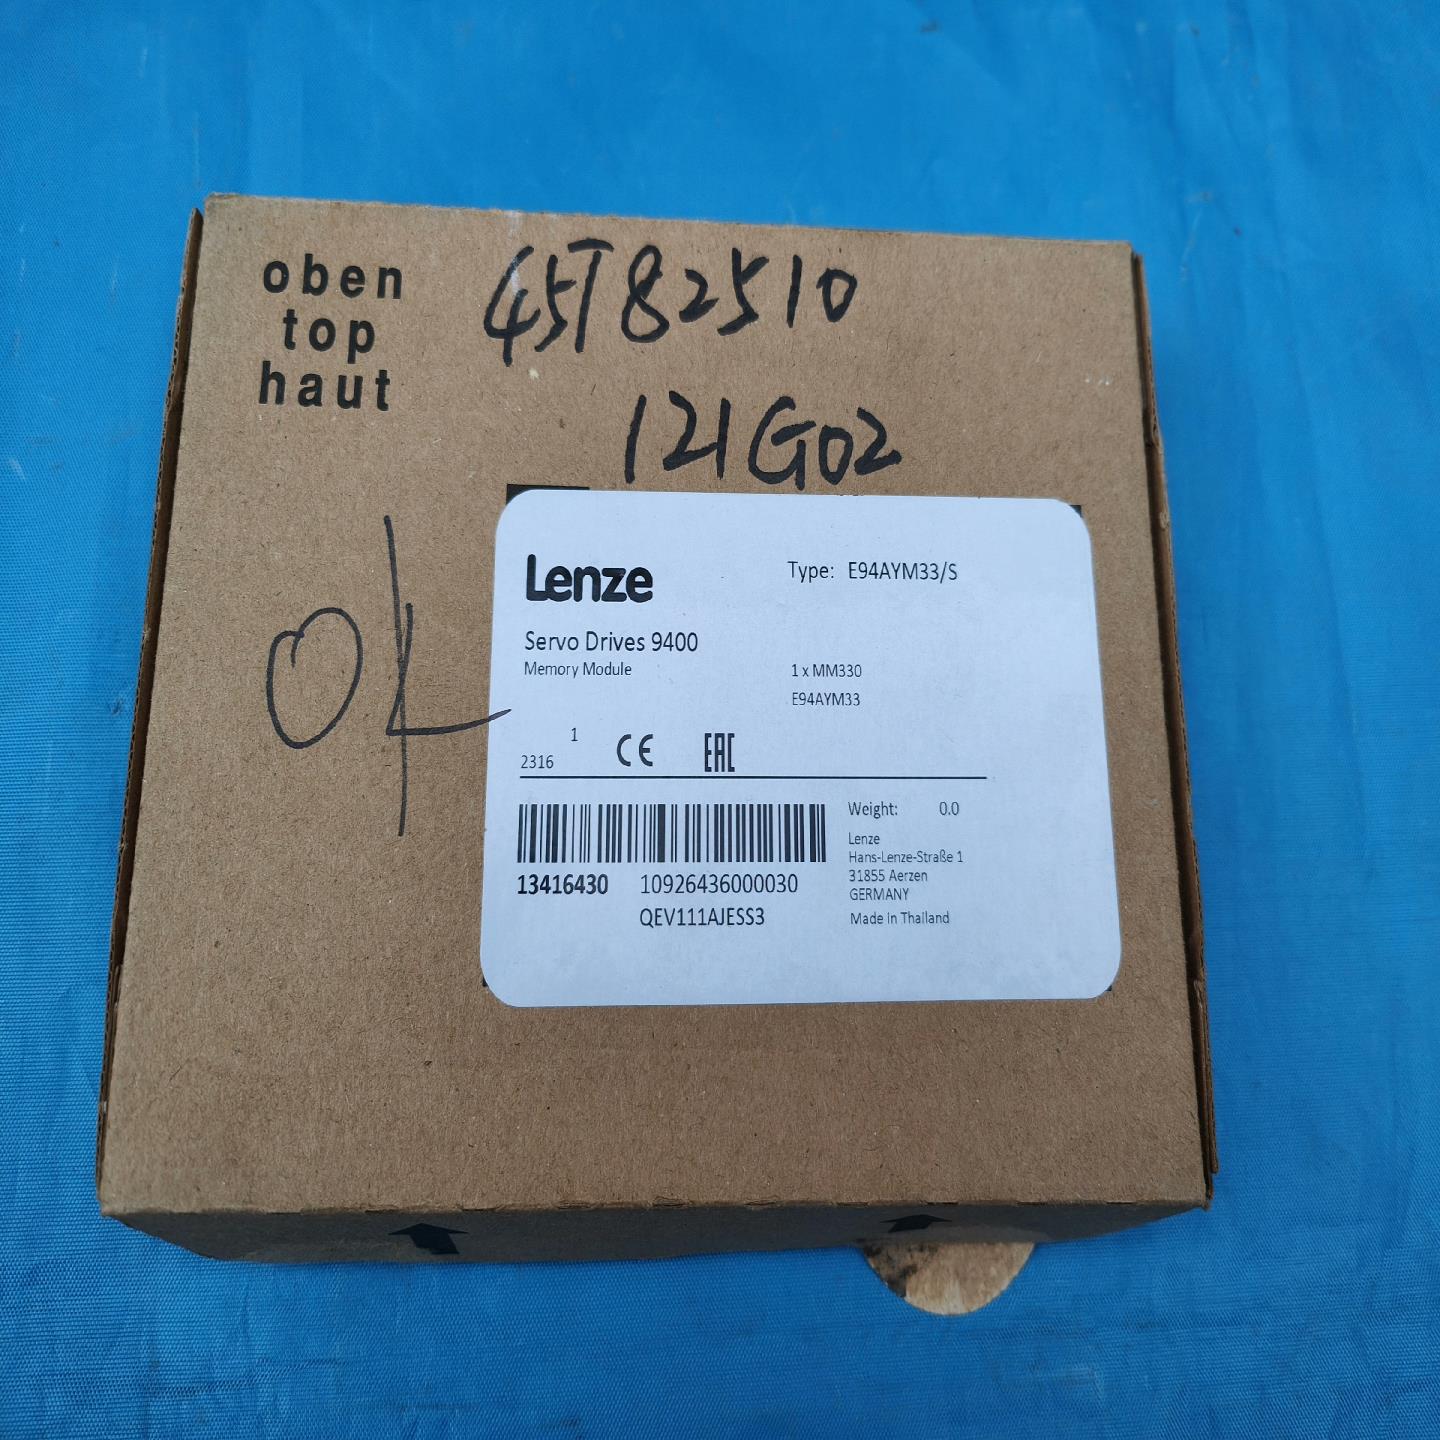 oben
top
haut
45T82510
121G02
OK
Lenze
Type: E94AYM33/S
Servo Drives 9400
Memory Module
1 x MM330
E94AYM33
1
2316
CE
EAC
13416430 10926436000030
QEV111AJESS3
Weight: 0.0
Lenze
Hans-Lenze-Straße 1
31855 Aerzen
GERMANY
Made in Thailand